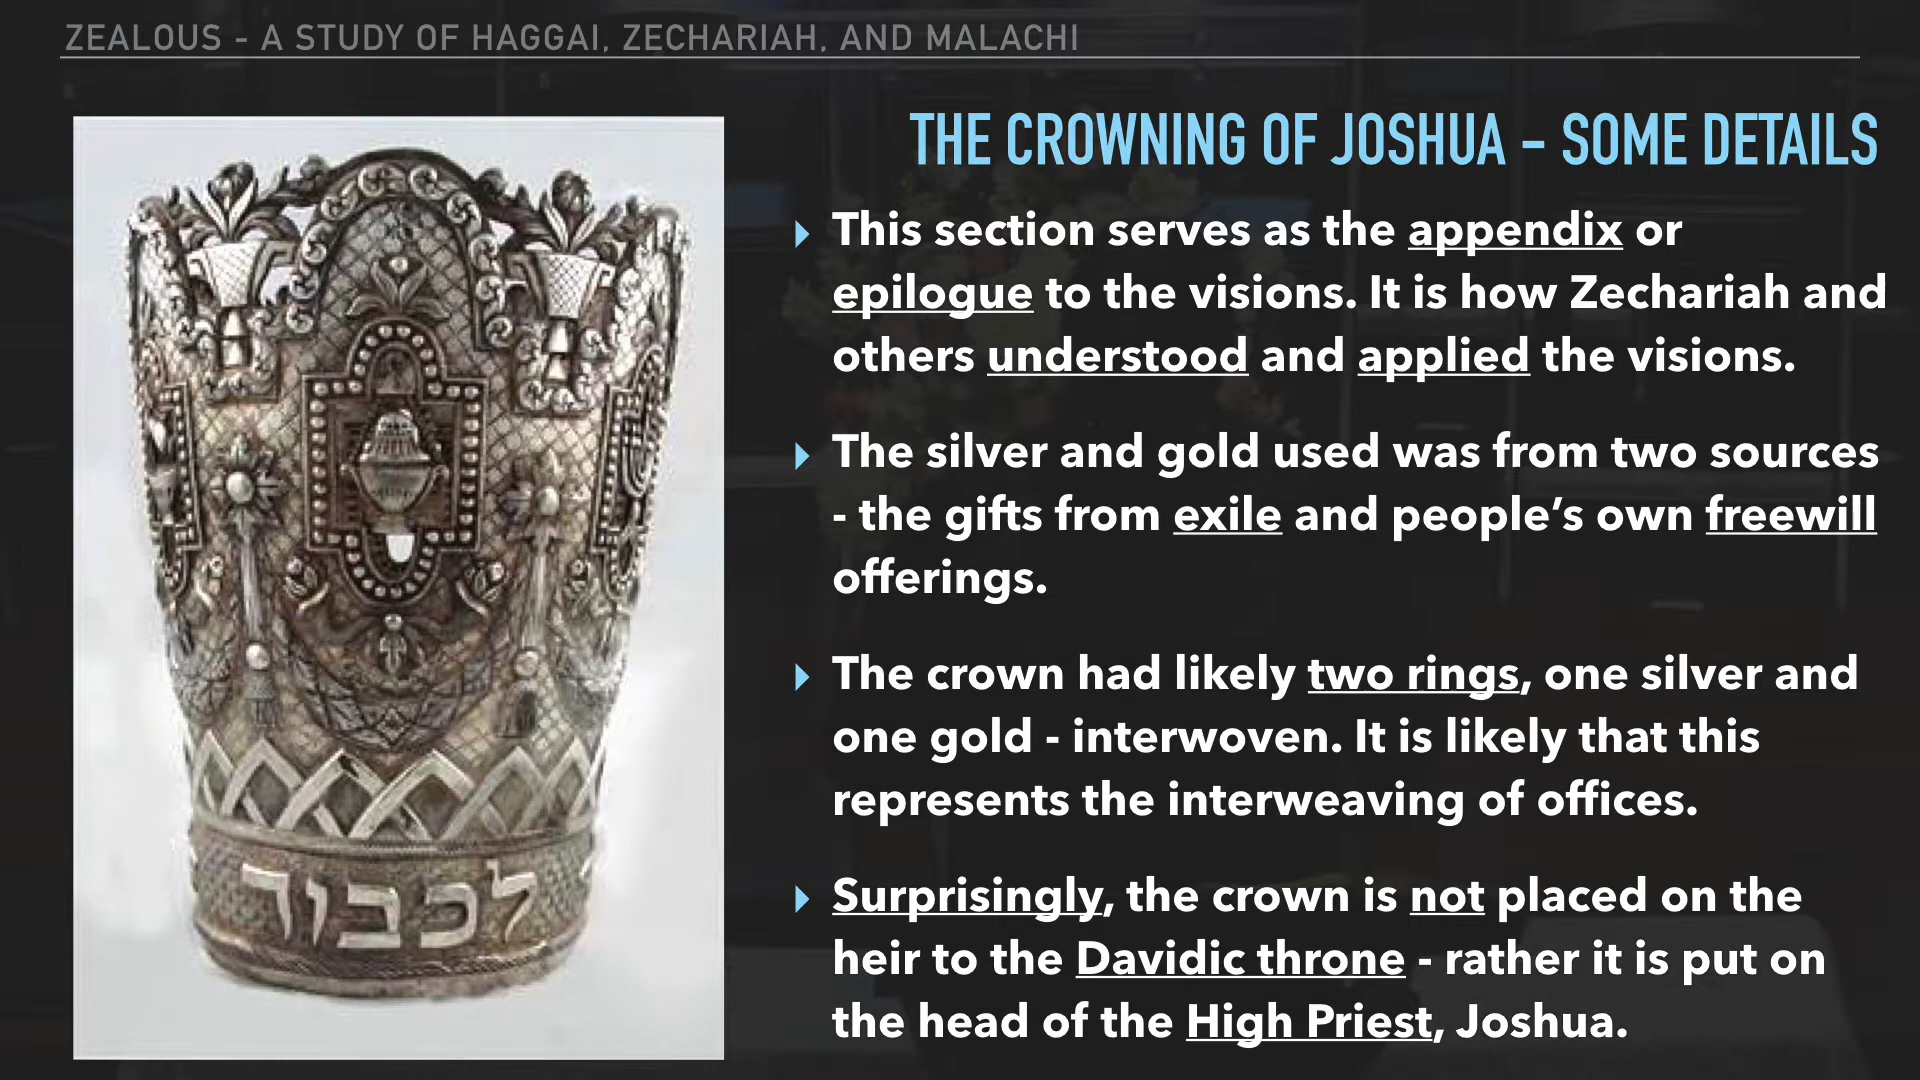 ZEALOUS - A STUDY OF HAGGAI, ZECHARIAH, AND MALACHI
THE CROWNING OF JOSHUA - SOME DETAILS
This section serves as the appendix or
epilogue to the visions. It is how Zechariah and
others understood and applied the visions.
The silver and gold used was from two sources
- the gifts from exile and people’s own freewill
offerings.
The crown had likely two rings, one silver and
one gold - interwoven. It is likely that this
represents the interweaving of offices.
Surprisingly, the crown is not placed on the
heir to the Davidic throne - rather it is put on
the head of the High Priest, Joshua.
לכבוד